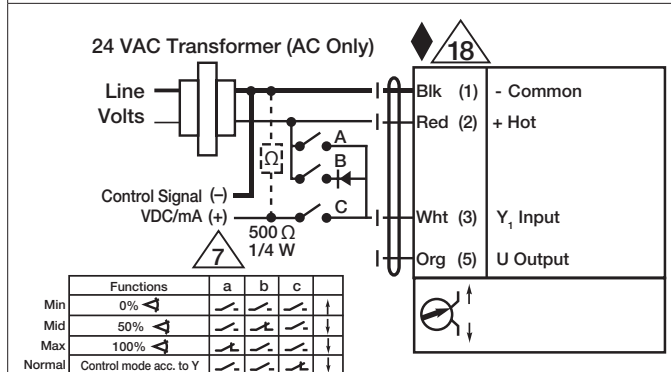 24 VAC Transformer (AC Only)
18
Line
Volts
Blk (1) - Common
Red (2) + Hot
A
B
C
Ω
Control Signal (–)
VDC/mA (+)
500 Ω
1/4 W
7
Wht (3) Y1 Input
Org (5) U Output
Functions a b c
Min 0%
Mid 50%
Max 100%
Normal Control mode acc. to Y